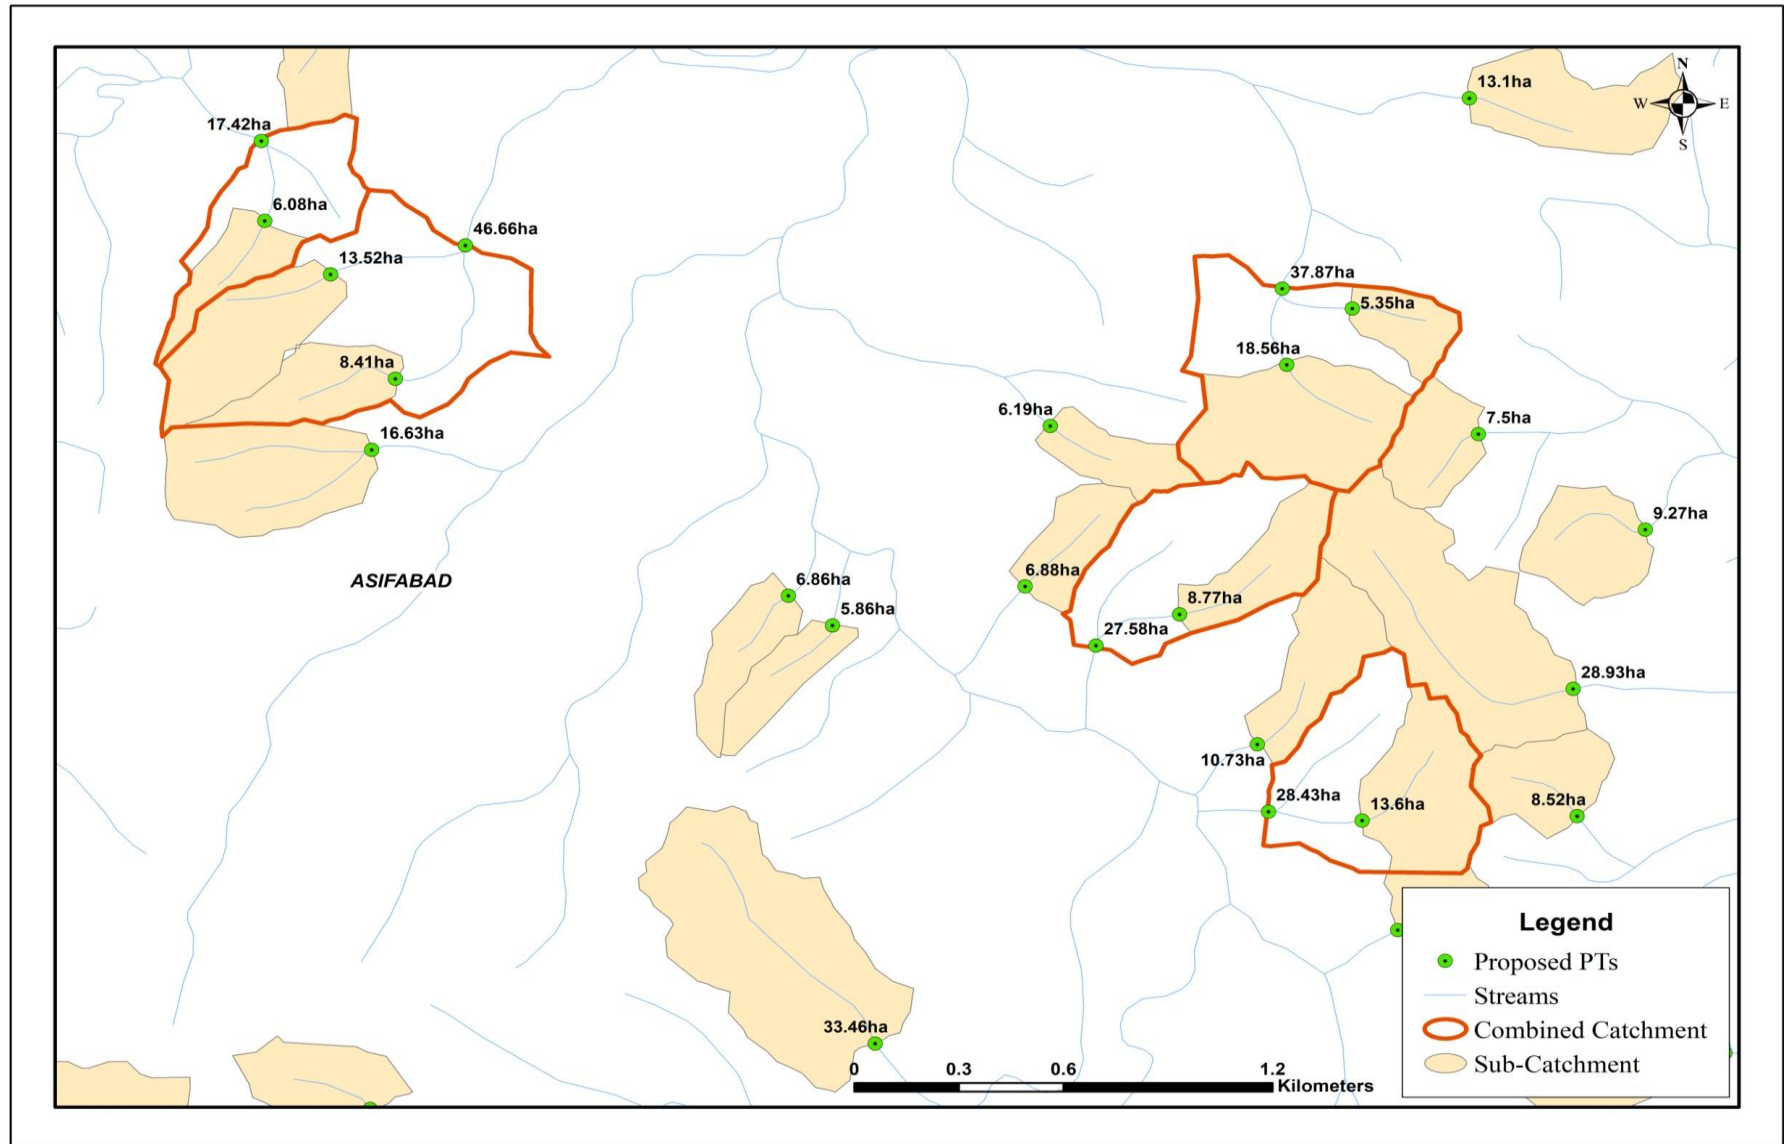 13.1ha
N
W
E
S
17.42ha
6.08ha
46.66ha
13.52ha
37.87ha
5.35ha
18.56ha
8.41ha
6.19ha
7.5ha
16.63ha
9.27ha
ASIFABAD
6.86ha
6.88ha
5.86ha
8.77ha
27.58ha
28.93ha
10.73ha
28.43ha
13.6ha
8.52ha
33.46ha
Legend
Proposed PTs
Streams
Combined Catchment
Sub-Catchment
0 0.3 0.6 1.2
Kilometers